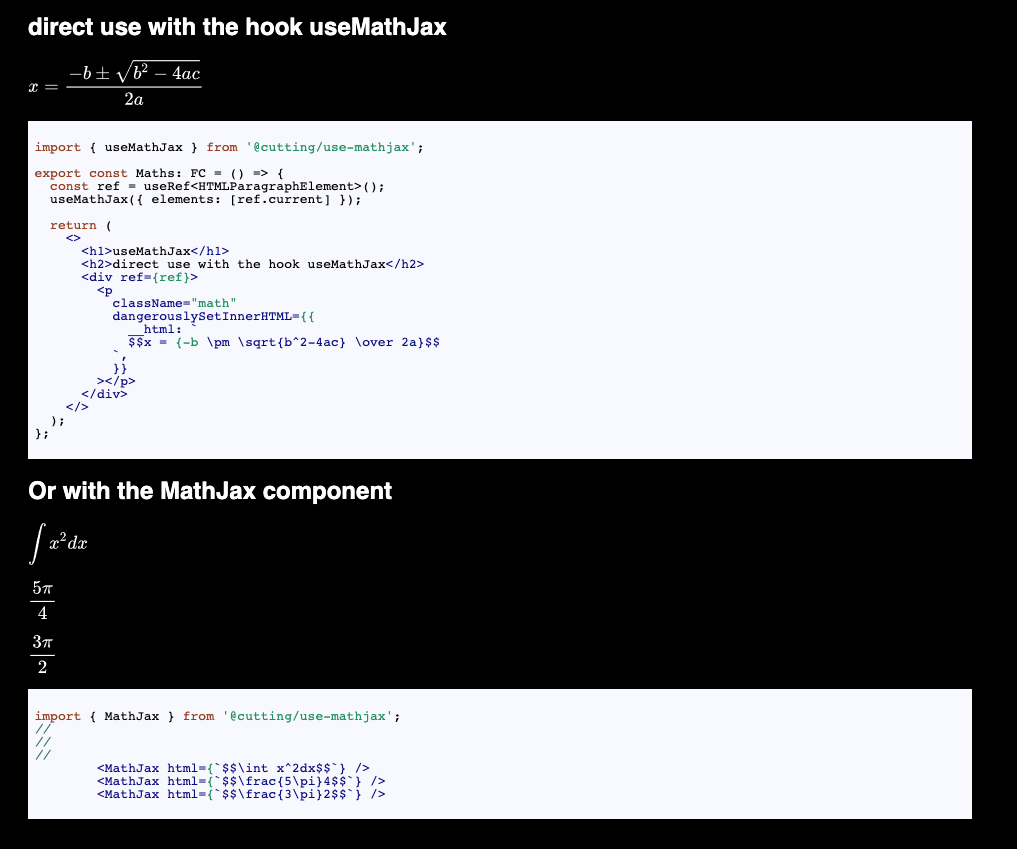 direct use with the hook useMathJax
x = \frac{-b \pm \sqrt{b^2 - 4ac}}{2a}
import { useMathJax } from '@cutting/use-mathjax';
export const Maths: FC = () => {
  const ref = useRef<HTMLParagraphElement>();
  useMathJax({ elements: [ref.current] });
  return (
    <>
      <h1>useMathJax</h1>
      <h2>direct use with the hook useMathJax</h2>
      <div ref={ref}>
        <p
          className="math"
          dangerouslySetInnerHTML={{
            __html: `
            $$x = {-b \pm \sqrt{b^2-4ac} \over 2a}$$
          `,
          }}
        ></p>
      </div>
    </>
  );
};
Or with the MathJax component
\int x^2 dx
\frac{5\pi}{4}
\frac{3\pi}{2}
import { MathJax } from '@cutting/use-mathjax';
//
//
//
        <MathJax html={`$$\int x^2dx$$`} />
        <MathJax html={`$$\frac{5\pi}4$$`} />
        <MathJax html={`$$\frac{3\pi}2$$`} />